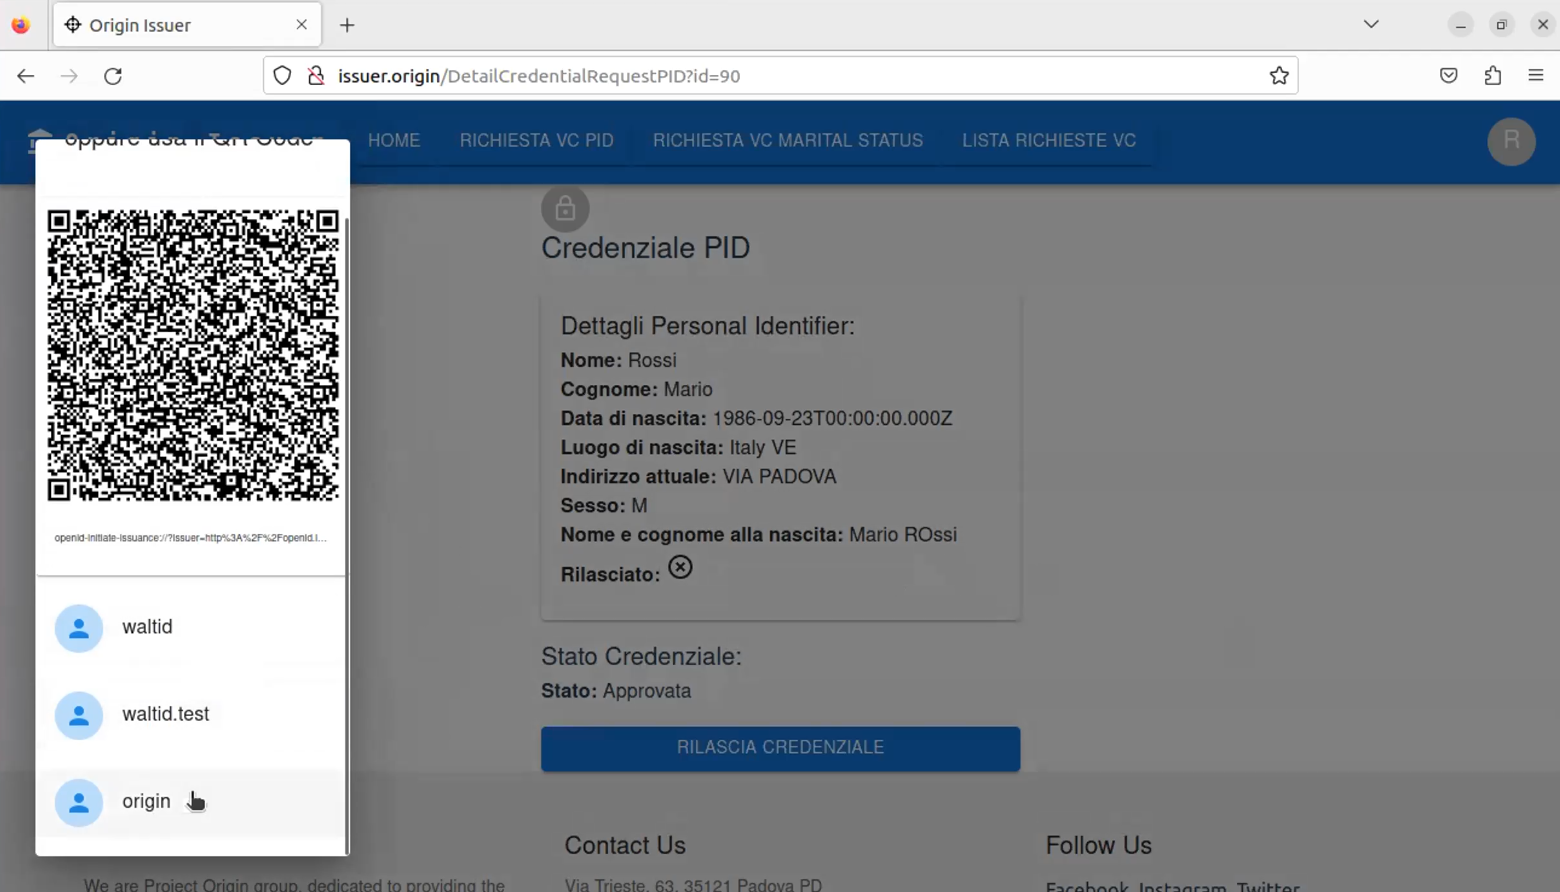 Origin Issuer
issuer.origin/DetailCredentialRequestPID?id=90
HOME
RICHIESTA VC PID
RICHIESTA VC MARITAL STATUS
LISTA RICHIESTE VC
R
oppure usa il QR Code
openid-initiate-issuance://?issuer=http%3A%2F%2Fopenid.i...
waltid
waltid.test
origin
Credenziale PID
Dettagli Personal Identifier:
Nome: Rossi
Cognome: Mario
Data di nascita: 1986-09-23T00:00:00.000Z
Luogo di nascita: Italy VE
Indirizzo attuale: VIA PADOVA
Sesso: M
Nome e cognome alla nascita: Mario ROssi
Rilasciato:
Stato Credenziale:
Stato: Approvata
RILASCIA CREDENZIALE
We are Project Origin group, dedicated to providing the
Contact Us
Via Trieste, 63, 35121 Padova PD
Follow Us
Facebook, Instagram, Twitter